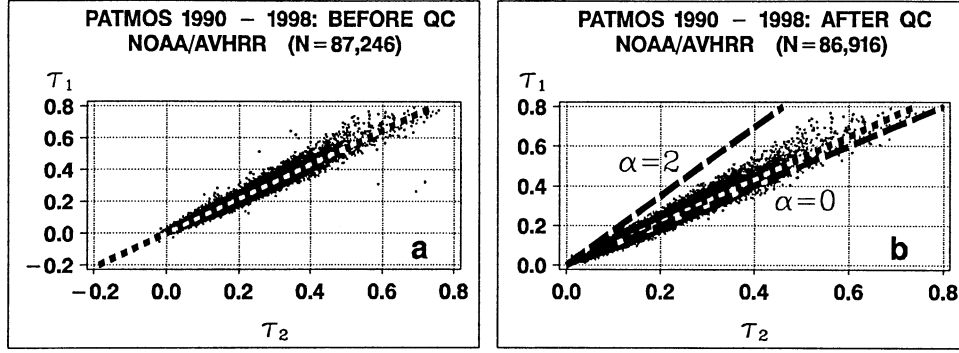 PATMOS 1990 – 1998: BEFORE QC
NOAA/AVHRR (N=87,246)
τ1
0.8
0.6
0.4
0.2
0.0
−0.2
−0.2 0.0 0.2 0.4 0.6 0.8
a
τ2
PATMOS 1990 – 1998: AFTER QC
NOAA/AVHRR (N=86,916)
τ1
0.8
0.6
0.4
0.2
0.0
0.0 0.2 0.4 0.6 0.8
α=2
α=0
b
τ2